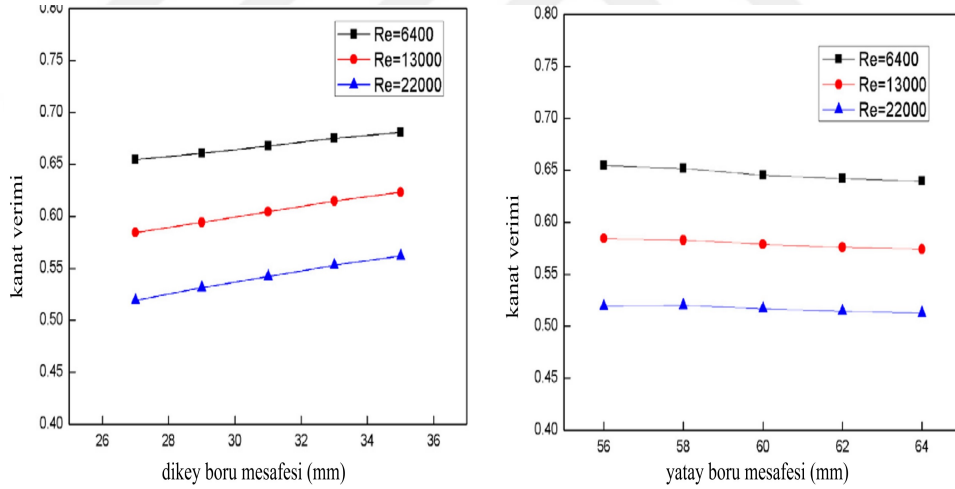 0.80
0.75
0.70
0.65
0.60
0.55
0.50
0.45
0.40
kanat verimi
Re=6400
Re=13000
Re=22000
26 28 30 32 34 36
dikey boru mesafesi (mm)
0.80
0.75
0.70
0.65
0.60
0.55
0.50
0.45
0.40
kanat verimi
Re=6400
Re=13000
Re=22000
56 58 60 62 64
yatay boru mesafesi (mm)